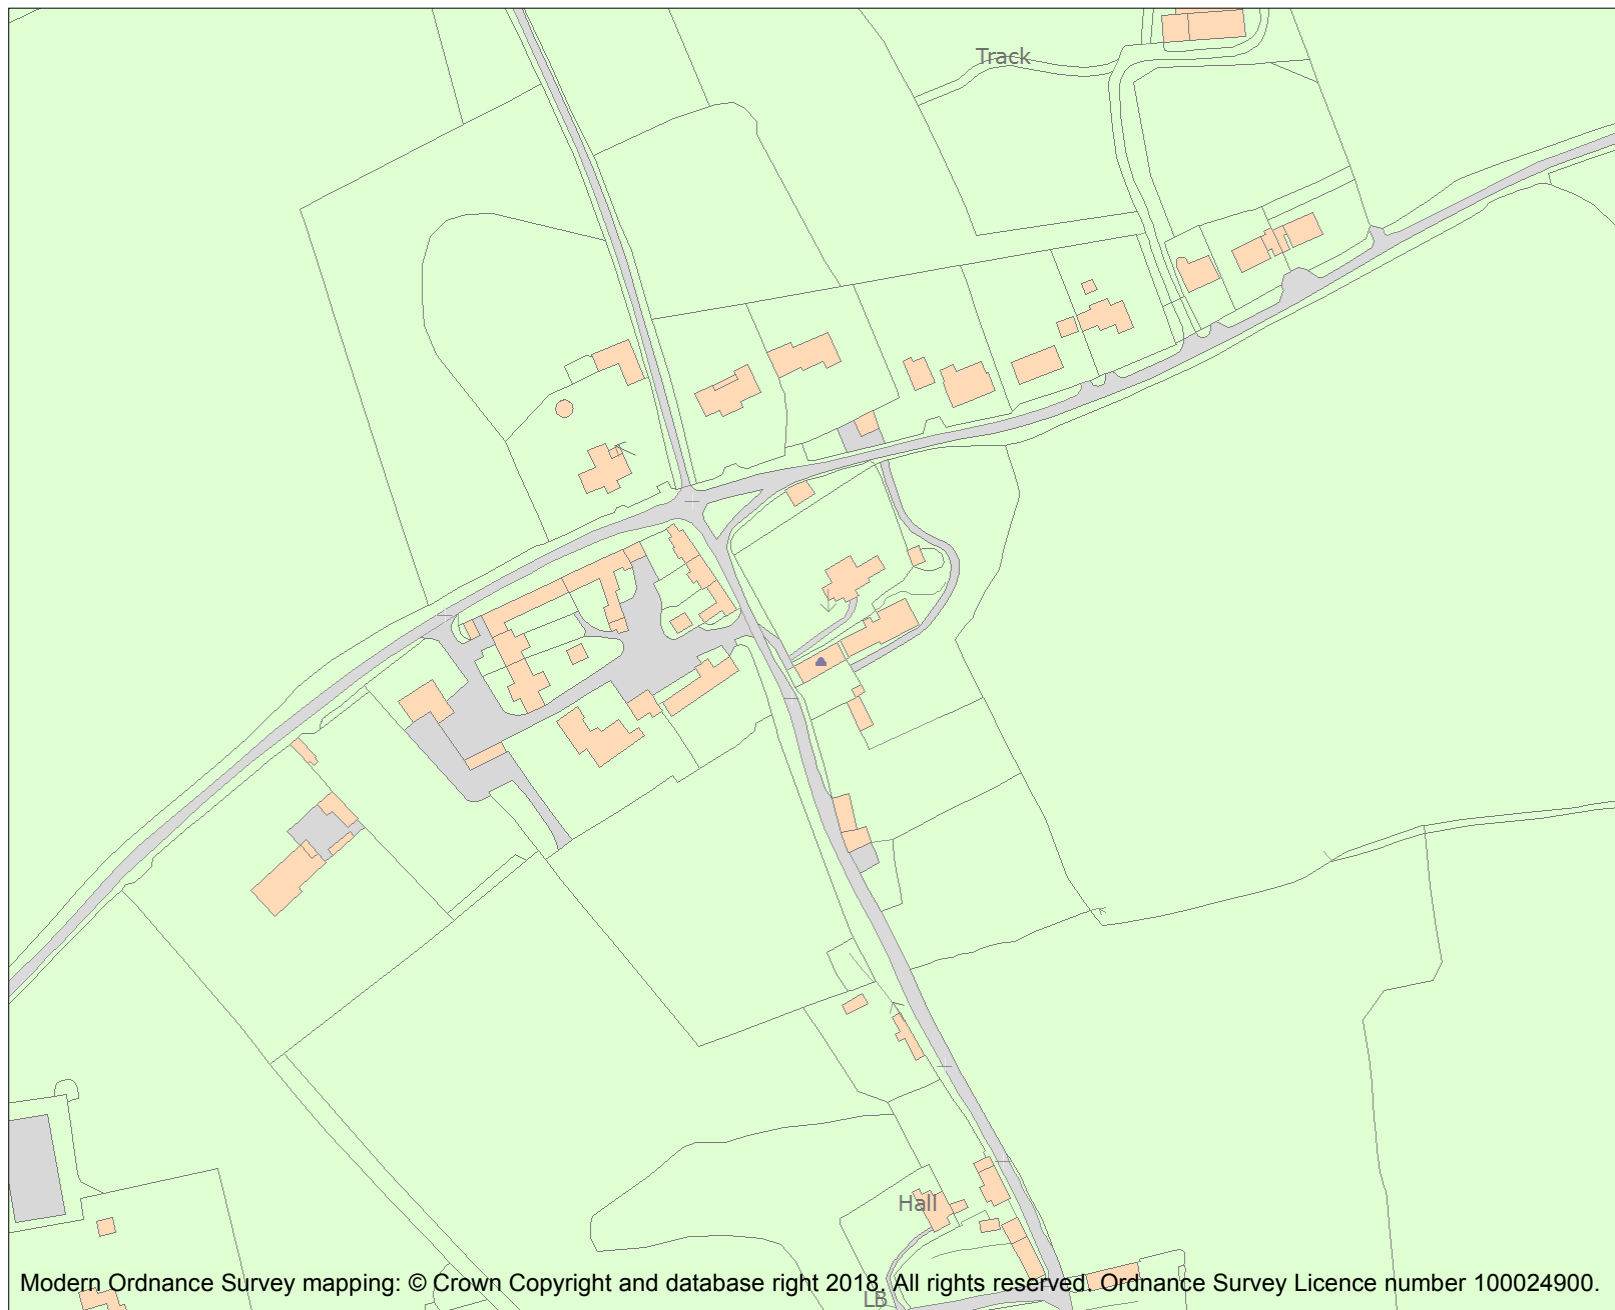 Track
Hall
Modern Ordnance Survey mapping: © Crown Copyright and database right 2018. All rights reserved. Ordnance Survey Licence number 100024900.
LB